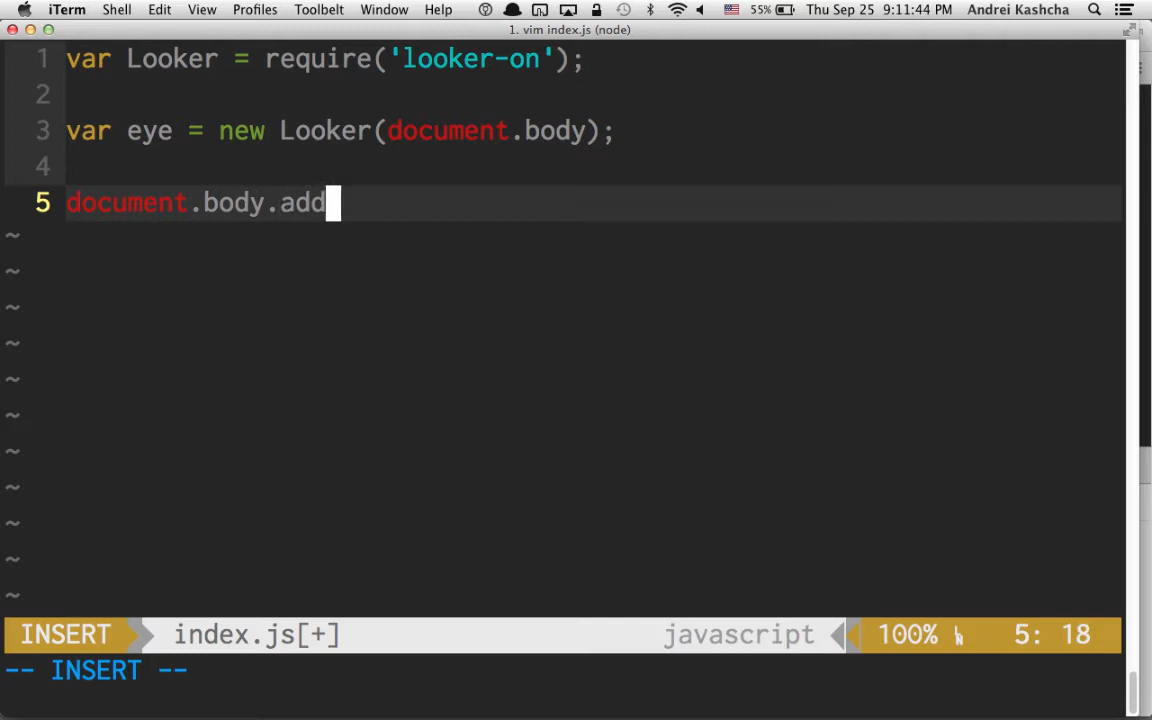 iTerm Shell Edit View Profiles Toolbelt Window Help 55% Thu Sep 25 9:11:44 PM Andrei Kashcha
1. vim index.js (node)
1 var Looker = require('looker-on');
2
3 var eye = new Looker(document.body);
4
5 document.body.add
~
~
~
~
~
~
~
~
~
~
~
INSERT index.js[+] javascript 100% 5: 18
-- INSERT --